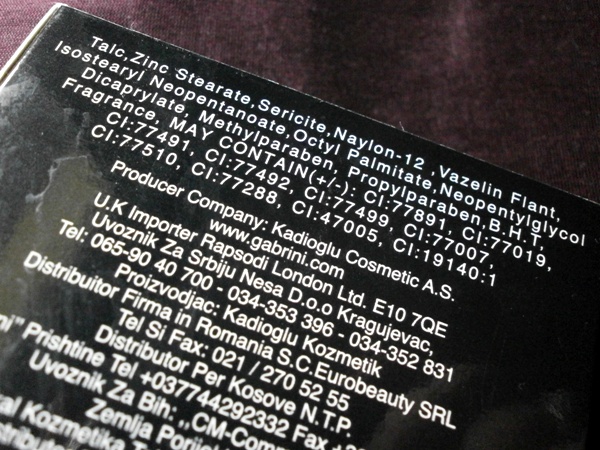 Talc,Zinc Stearate,Sericite,Naylon-12 ,Vazelin Flant,
Isostearyl Neopentanoate,Octyl Palmitate,Neopentylglycol
Dicaprylate, Methylparaben, Propylparaben,B.H.T,
Fragrance, MAY CONTAIN(+/-): CI:77891, CI:77019,
CI:77491, CI:77492, CI:77499, CI:77007,
CI:77510, CI:77288, CI:47005, CI:19140:1
Producer Company: Kadioglu Cosmetic A.S.
www.gabrini.com
U.K Importer Rapsodi London Ltd. E10 7QE
Uvoznik Za Srbiju Nesa D.o.o Kragujevac,
Tel: 065-90 40 700 - 034-353 396 - 034-352 831
Proizvodjac: Kadioglu Kozmetik
Distribuitor Firma in Romania S.C.Eurobeauty SRL
Tel Si Fax: 021 / 270 52 55
Distributor Per Kosove N.T.P.
Prishtine Tel +037744292332 Fax
Uvoznik Za Bih: ,,CM-Com
Zemlja
Kozmetika